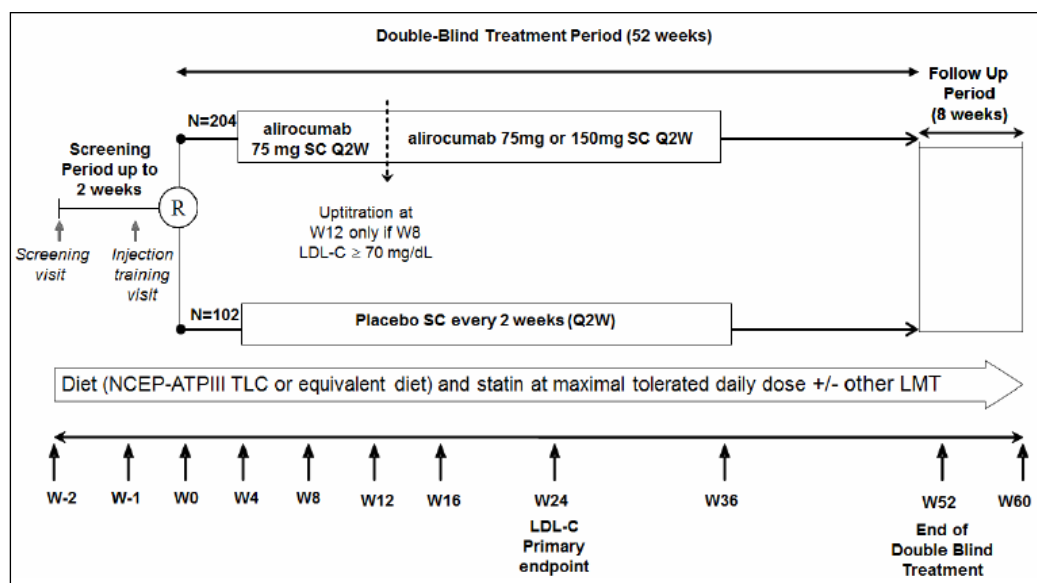 Double-Blind Treatment Period (52 weeks)
Follow Up
Period
(8 weeks)
N=204
alirocumab
75 mg SC Q2W
alirocumab 75mg or 150mg SC Q2W
Screening
Period up to
2 weeks
R
Screening
visit
Injection
training
visit
Uptitration at
W12 only if W8
LDL-C ≥ 70 mg/dL
N=102
Placebo SC every 2 weeks (Q2W)
Diet (NCEP-ATPIII TLC or equivalent diet) and statin at maximal tolerated daily dose +/- other LMT
W-2 W-1 W0 W4 W8 W12 W16 W24 W36 W52 W60
LDL-C
Primary
endpoint
End of
Double Blind
Treatment